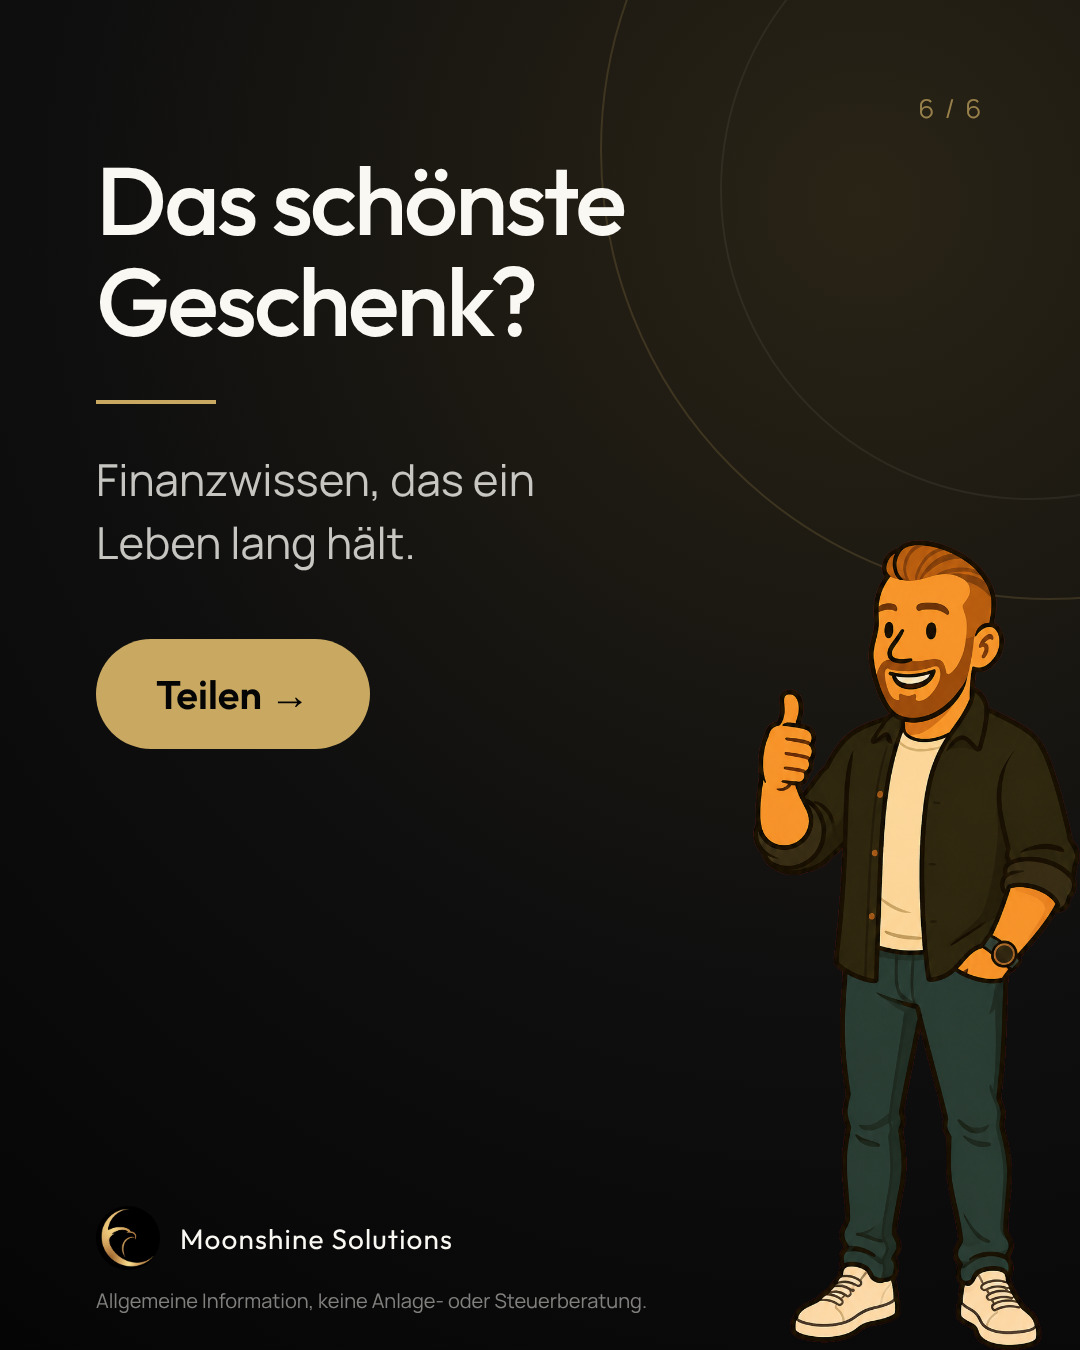 6 / 6
Das schönste
Geschenk?
Finanzwissen, das ein
Leben lang hält.
Teilen →
Moonshine Solutions
Allgemeine Information, keine Anlage- oder Steuerberatung.